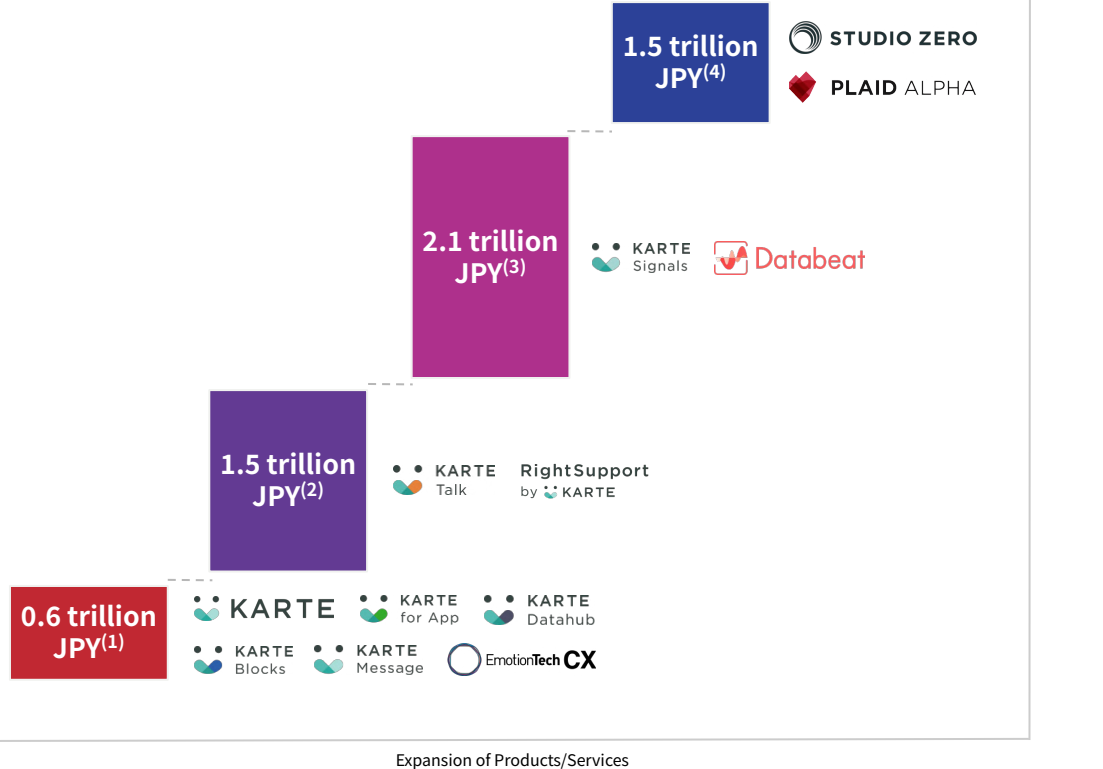 1.5 trillion
JPY(4)
STUDIO ZERO
PLAID ALPHA
2.1 trillion
JPY(3)
KARTE
Signals
Databeat
1.5 trillion
JPY(2)
KARTE
Talk
RightSupport
by KARTE
0.6 trillion
JPY(1)
KARTE
KARTE
for App
KARTE
Datahub
KARTE
Blocks
KARTE
Message
EmotionTech CX
Expansion of Products/Services